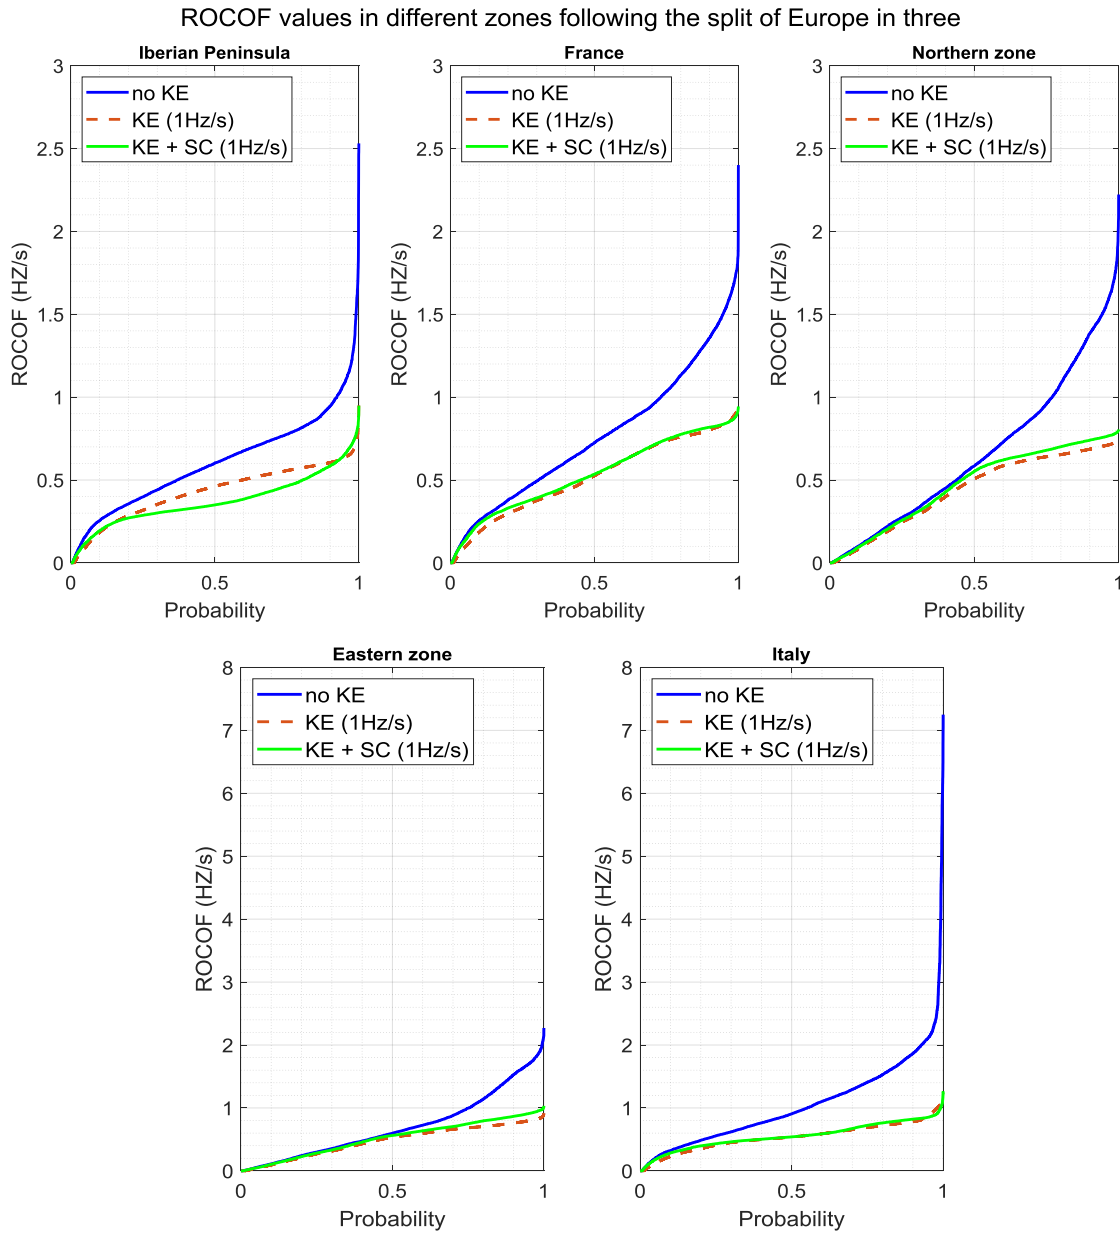 ROCOF values in different zones following the split of Europe in three
Iberian Peninsula
3
2.5
2
1.5
1
0.5
0
ROCOF (HZ/s)
no KE
KE (1Hz/s)
KE + SC (1Hz/s)
0 0.5 1
Probability
France
3
2.5
2
1.5
1
0.5
0
ROCOF (HZ/s)
no KE
KE (1Hz/s)
KE + SC (1Hz/s)
0 0.5 1
Probability
Northern zone
3
2.5
2
1.5
1
0.5
0
ROCOF (HZ/s)
no KE
KE (1Hz/s)
KE + SC (1Hz/s)
0 0.5 1
Probability
Eastern zone
8
7
6
5
4
3
2
1
0
ROCOF (HZ/s)
no KE
KE (1Hz/s)
KE + SC (1Hz/s)
0 0.5 1
Probability
Italy
8
7
6
5
4
3
2
1
0
ROCOF (HZ/s)
no KE
KE (1Hz/s)
KE + SC (1Hz/s)
0 0.5 1
Probability